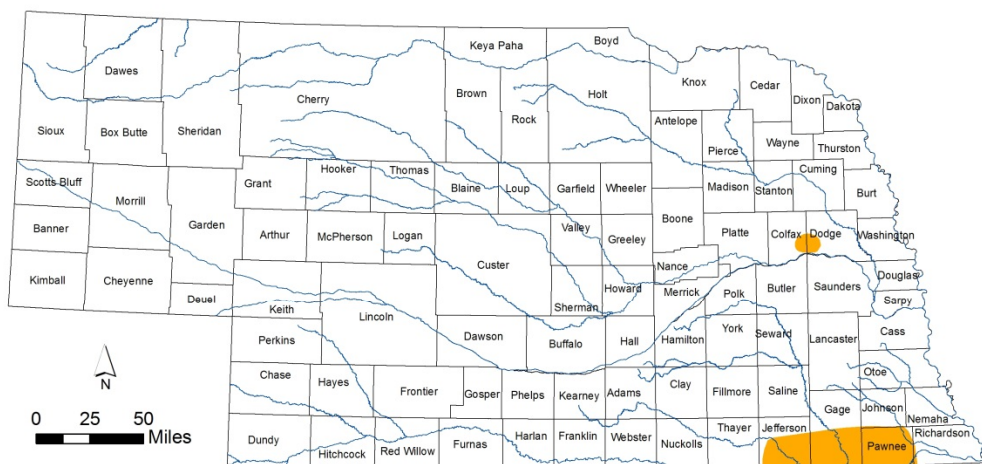 Keya Paha
Boyd
Dawes
Cherry
Brown
Rock
Holt
Knox
Cedar
Dixon
Dakota
Sioux
Box Butte
Sheridan
Antelope
Pierce
Wayne
Thurston
Scotts Bluff
Morrill
Garden
Grant
Hooker
Thomas
Blaine
Loup
Garfield
Wheeler
Madison
Stanton
Cuming
Burt
Banner
Arthur
McPherson
Logan
Custer
Valley
Greeley
Boone
Platte
Colfax
Dodge
Washington
Kimball
Cheyenne
Deuel
Keith
Lincoln
Sherman
Howard
Nance
Merrick
Polk
Butler
Saunders
Douglas
Sarpy
Perkins
Dawson
Buffalo
Hall
Hamilton
York
Seward
Lancaster
Cass
Otoe
Chase
Hayes
Frontier
Gosper
Phelps
Kearney
Adams
Clay
Fillmore
Saline
Gage
Johnson
Nemaha
Dundy
Hitchcock
Red Willow
Furnas
Harlan
Franklin
Webster
Nuckolls
Thayer
Jefferson
Pawnee
Richardson
N
0 25 50
Miles